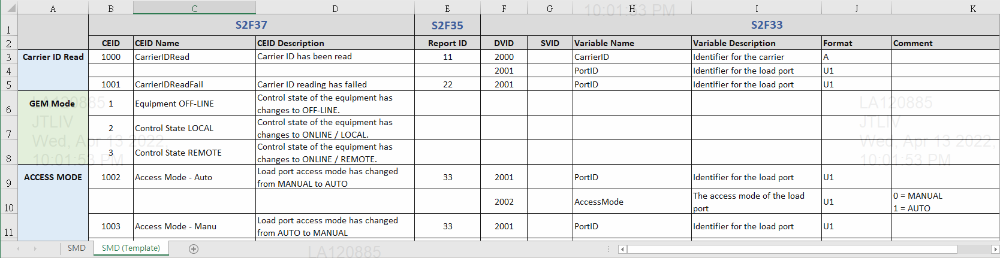 10:01:53 PM
A B C D E F G H I J K
1 S2F37 S2F35 S2F33
2 CEID CEID Name CEID Description Report ID DVID SVID Variable Name Variable Description Format Comment
3 Carrier ID Read 1000 CarrierIDRead Carrier ID has been read 11 2000 CarrierID Identifier for the carrier A
4 2001 PortID Identifier for the load port U1
5 1001 CarrierIDReadFail Carrier ID reading has failed 22 2001 PortID Identifier for the load port U1
6 GEM Mode 1 Equipment OFF-LINE Control state of the equipment has
changes to OFF-LINE.
7 2 Control State LOCAL Control state of the equipment has
changes to ONLINE / LOCAL.
8 3 Control State REMOTE Control state of the equipment has
changes to ONLINE / REMOTE.
LA120885
JTLIV
Wed, Apr 13 2022,
10:01:53 PM
LA120885
JTLIV
Wed, Apr 13 2022,
10:01:53 PM
9 ACCESS MODE 1002 Access Mode - Auto Load port access mode has changed
from MANUAL to AUTO 33 2001 PortID Identifier for the load port U1
10 2002 AccessMode The access mode of the load
port U1 0 = MANUAL
1 = AUTO
11 1003 Access Mode - Manu Load port access mode has changed
from AUTO to MANUAL 33 2001 PortID Identifier for the load port U1
SMD SMD (Template)
LA120885